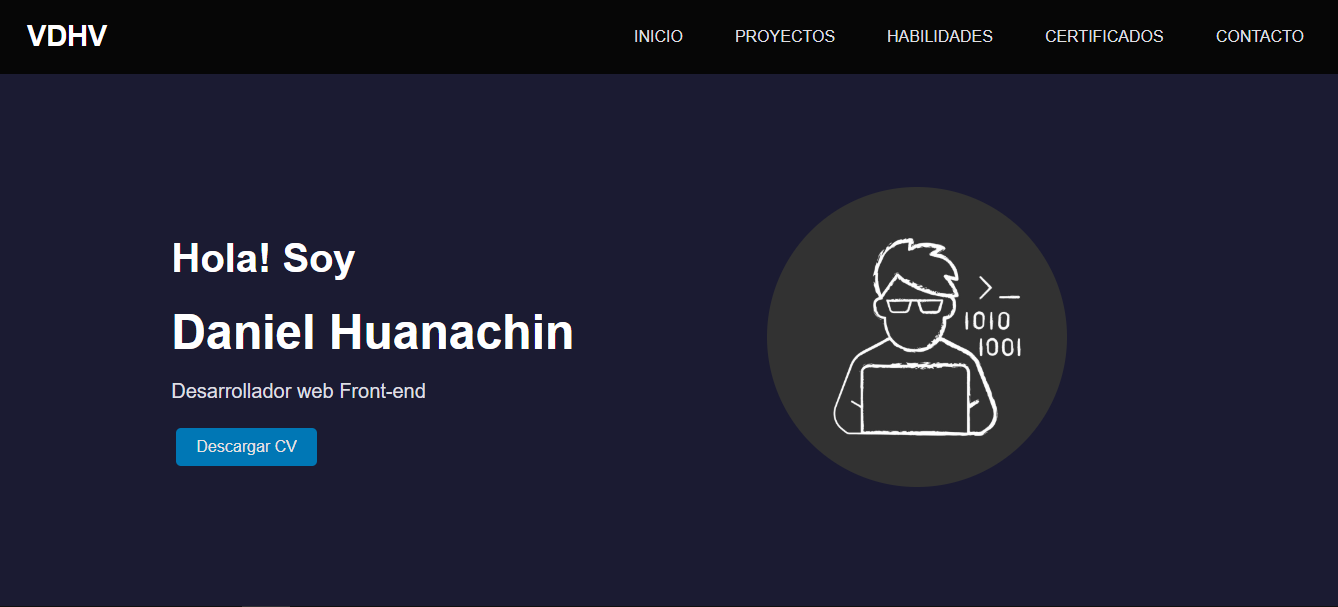 VDHV
INICIO PROYECTOS HABILIDADES CERTIFICADOS CONTACTO
Hola! Soy
Daniel Huanachin
Desarrollador web Front-end
Descargar CV
>_
1010
1001